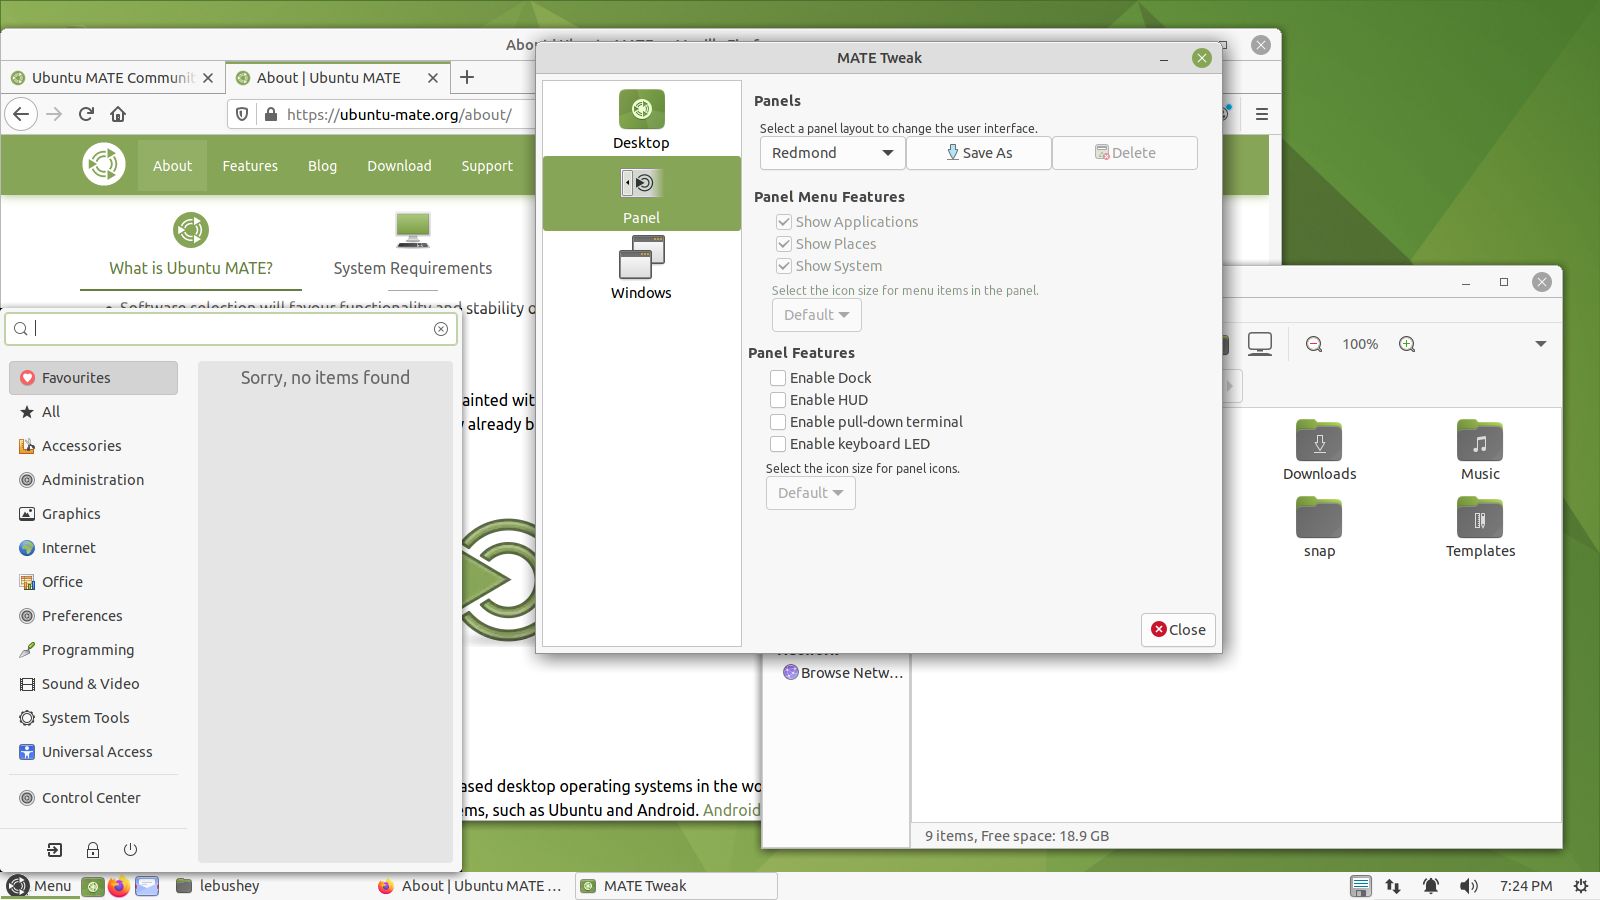 MATE Tweak
Ubuntu MATE Communit
About | Ubuntu MATE
https://ubuntu-mate.org/about/
About
Features
Blog
Download
Support
What is Ubuntu MATE?
System Requirements
stability o
ainted wit
already b
ased desktop operating systems in the wo
ems, such as Ubuntu and Android. Android
Desktop
Panel
Windows
Panels
Select a panel layout to change the user interface.
Redmond
Save As
Delete
Panel Menu Features
Show Applications
Show Places
Show System
Select the icon size for menu items in the panel.
Default
Panel Features
Enable Dock
Enable HUD
Enable pull-down terminal
Enable keyboard LED
Select the icon size for panel icons.
Default
Close
100%
Downloads
Music
snap
Templates
Browse Netw...
9 items, Free space: 18.9 GB
Favourites
All
Accessories
Administration
Graphics
Internet
Office
Preferences
Programming
Sound & Video
System Tools
Universal Access
Control Center
Sorry, no items found
Menu
lebushey
About | Ubuntu MATE ...
MATE Tweak
7:24 PM